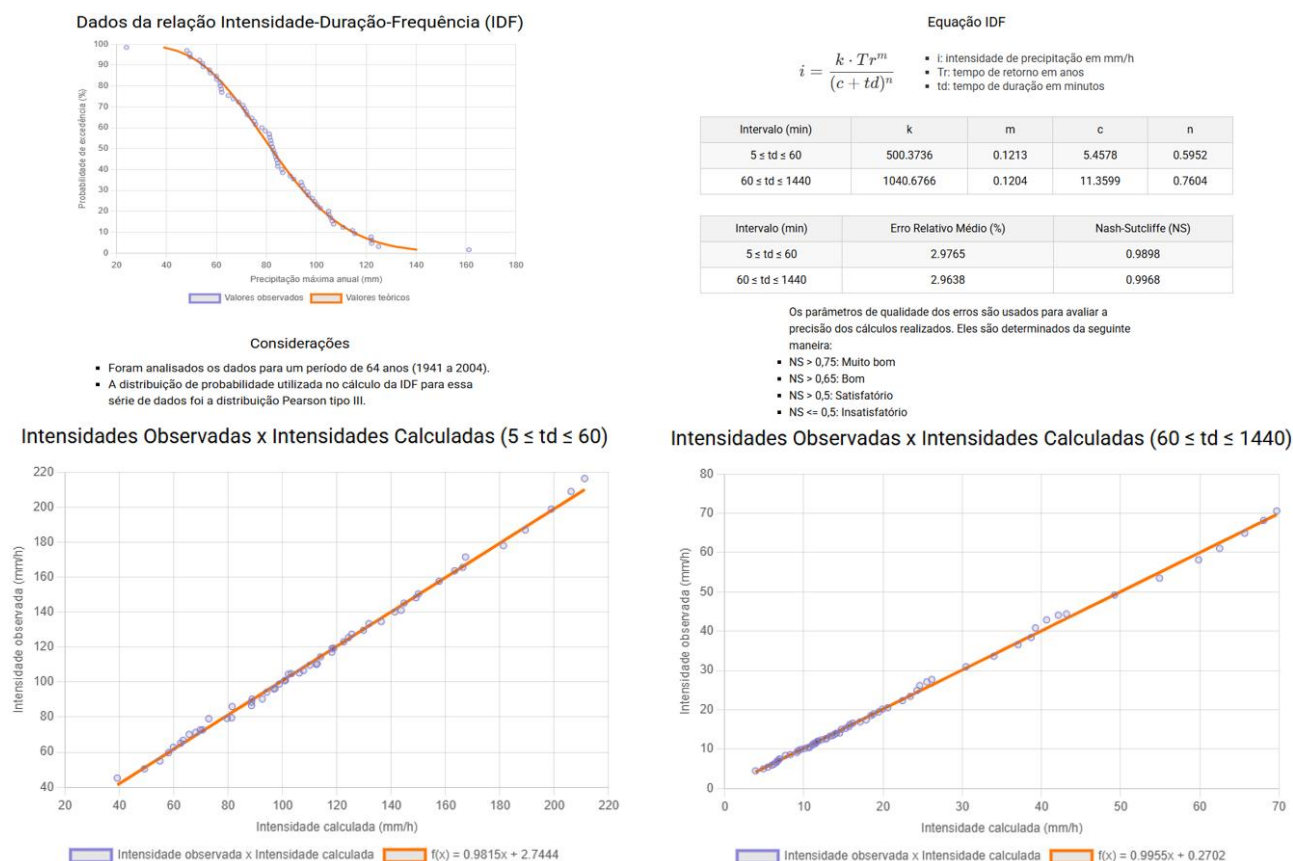 Dados da relação Intensidade-Duração-Frequência (IDF)
100
90
80
70
60
50
40
30
20
10
0
Probabilidade de excedência (%)
20 40 60 80 100 120 140 160 180
Precipitação máxima anual (mm)
Valores observados Valores teóricos
Considerações
Foram analisados os dados para um período de 64 anos (1941 a 2004).
A distribuição de probabilidade utilizada no cálculo da IDF para essa
série de dados foi a distribuição Pearson tipo III.
Equação IDF
i = k · Tr^m / (c + td)^n
i: intensidade de precipitação em mm/h
Tr: tempo de retorno em anos
td: tempo de duração em minutos
Intervalo (min) k m c n
5 ≤ td ≤ 60 500.3736 0.1213 5.4578 0.5952
60 ≤ td ≤ 1440 1040.6766 0.1204 11.3599 0.7604
Intervalo (min) Erro Relativo Médio (%) Nash-Sutcliffe (NS)
5 ≤ td ≤ 60 2.9765 0.9898
60 ≤ td ≤ 1440 2.9638 0.9968
Os parâmetros de qualidade dos erros são usados para avaliar a
precisão dos cálculos realizados. Eles são determinados da seguinte
maneira:
NS > 0,75: Muito bom
NS > 0,65: Bom
NS > 0,5: Satisfatório
NS <= 0,5: Insatisfatório
Intensidades Observadas x Intensidades Calculadas (5 ≤ td ≤ 60)
220
200
180
160
140
120
100
80
60
40
Intensidade observada (mm/h)
20 40 60 80 100 120 140 160 180 200 220
Intensidade calculada (mm/h)
Intensidade observada x Intensidade calculada f(x) = 0.9815x + 2.7444
Intensidades Observadas x Intensidades Calculadas (60 ≤ td ≤ 1440)
80
70
60
50
40
30
20
10
0
Intensidade observada (mm/h)
0 10 20 30 40 50 60 70
Intensidade calculada (mm/h)
Intensidade observada x Intensidade calculada f(x) = 0.9955x + 0.2702